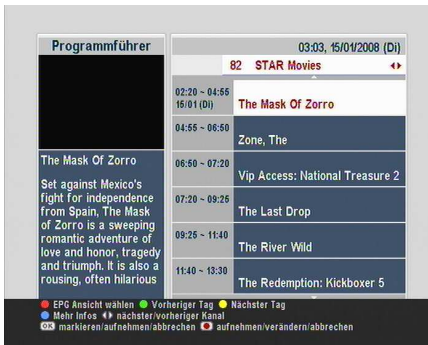 Programmführer
03:03, 15/01/2008 (Di)
82 STAR Movies
02:20 ~ 04:55
15/01 (Di)
The Mask Of Zorro
04:55 ~ 06:50
Zone, The
06:50 ~ 07:20
Vip Access: National Treasure 2
07:20 ~ 09:25
The Last Drop
09:25 ~ 11:40
The River Wild
11:40 ~ 13:30
The Redemption: Kickboxer 5
The Mask Of Zorro
Set against Mexico's
fight for independence
from Spain, The Mask
of Zorro is a sweeping
romantic adventure of
love and honor, tragedy
and triumph. It is also a
rousing, often hilarious
EPG Ansicht wählen Vorheriger Tag Nächster Tag
Mehr Infos nächster/vorheriger Kanal
OK markieren/aufnehmen/abbrechen aufnehmen/verändern/abbrechen